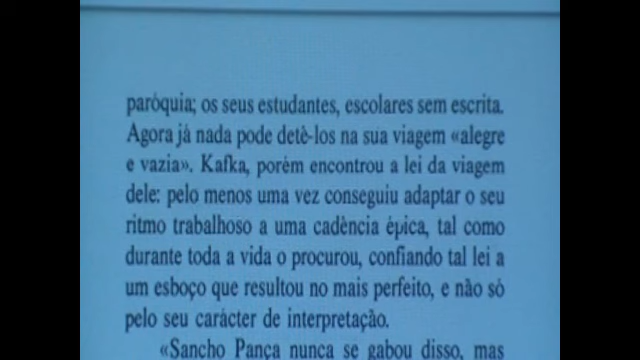 paróquia; os seus estudantes, escolares sem escrita.
Agora já nada pode detê-los na sua viagem «alegre
e vazia». Kafka, porém encontrou a lei da viagem
dele: pelo menos uma vez conseguiu adaptar o seu
ritmo trabalhoso a uma cadência épica, tal como
durante toda a vida o procurou, confiando tal lei a
um esboço que resultou no mais perfeito, e não só
pelo seu carácter de interpretação.
«Sancho Pança nunca se gabou disso, mas